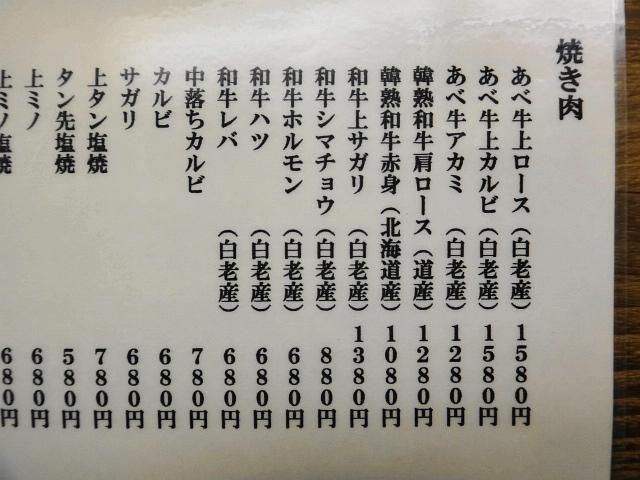 焼き肉
あべ牛上ロース（白老産）1580円
あべ牛上カルビ（白老産）1580円
あべ牛アカミ（白老産）1280円
韓熟和牛肩ロース（道産）1280円
韓熟和牛赤身（北海道産）1080円
和牛上サガリ（白老産）1380円
和牛シマチョウ（白老産）880円
和牛ホルモン（白老産）680円
和牛ハツ（白老産）680円
和牛レバ（白老産）680円
中落ちカルビ 780円
カルビ 680円
サガリ 680円
上タン塩焼 780円
タン先塩焼 580円
上ミノ 680円
上ミノ塩焼 680円